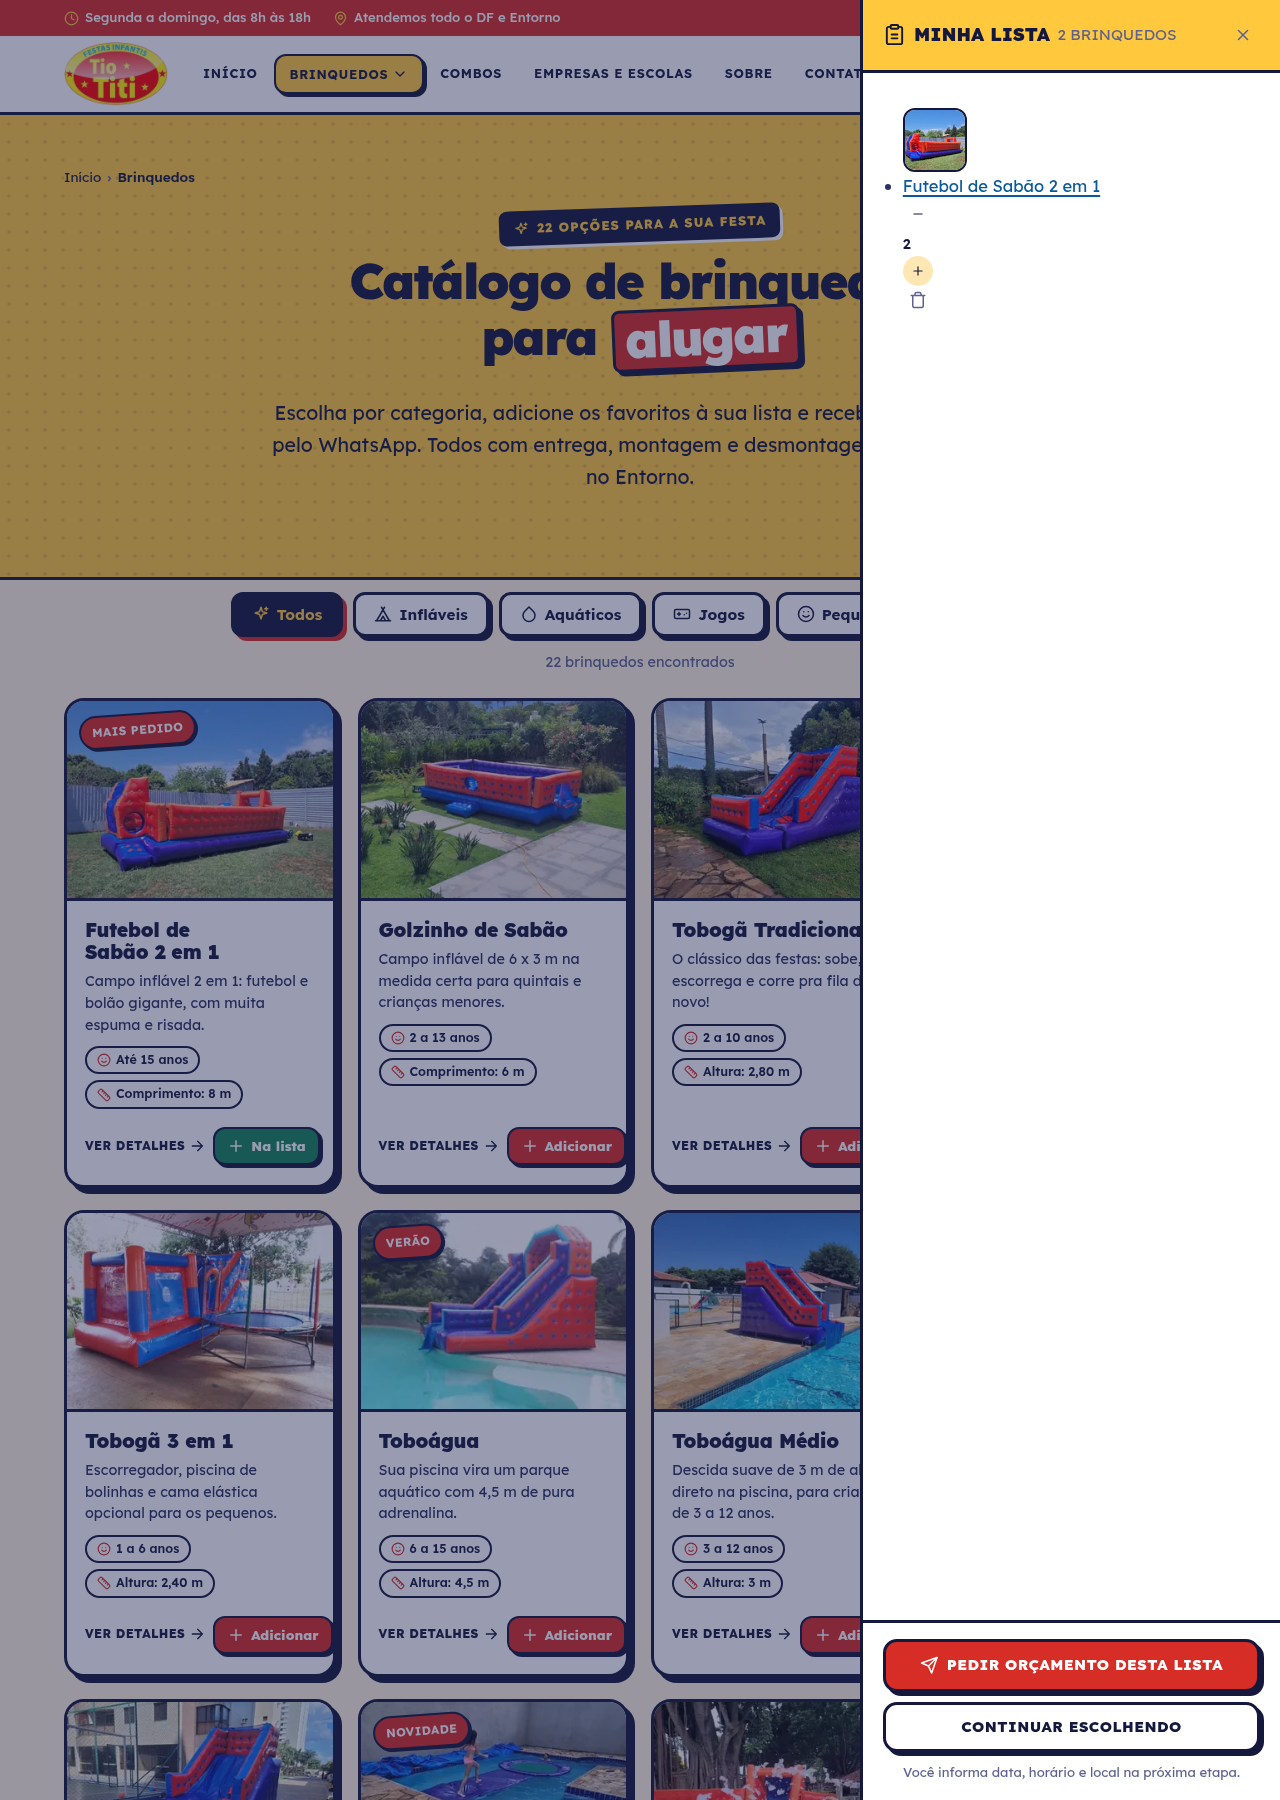 Segunda a domingo, das 8h às 18h
Atendemos todo o DF e Entorno
FESTAS INFANTIS
Tio
Titi
INÍCIO
BRINQUEDOS
COMBOS
EMPRESAS E ESCOLAS
SOBRE
CONTAT
Início › Brinquedos
22 OPÇÕES PARA A SUA FESTA
Catálogo de brinqued
para alugar
Escolha por categoria, adicione os favoritos à sua lista e receb
pelo WhatsApp. Todos com entrega, montagem e desmontage
no Entorno.
Todos
Infláveis
Aquáticos
Jogos
Pequ
22 brinquedos encontrados
MAIS PEDIDO
Futebol de
Sabão 2 em 1
Campo inflável 2 em 1: futebol e
bolão gigante, com muita
espuma e risada.
Até 15 anos
Comprimento: 8 m
VER DETALHES →
+ Na lista
Golzinho de Sabão
Campo inflável de 6 x 3 m na
medida certa para quintais e
crianças menores.
2 a 13 anos
Comprimento: 6 m
VER DETALHES →
+ Adicionar
Tobogã Tradiciona
O clássico das festas: sobe,
escorrega e corre pra fila d
novo!
2 a 10 anos
Altura: 2,80 m
VER DETALHES →
+ Adi
Tobogã 3 em 1
Escorregador, piscina de
bolinhas e cama elástica
opcional para os pequenos.
1 a 6 anos
Altura: 2,40 m
VER DETALHES →
+ Adicionar
VERÃO
Toboágua
Sua piscina vira um parque
aquático com 4,5 m de pura
adrenalina.
6 a 15 anos
Altura: 4,5 m
VER DETALHES →
+ Adicionar
Toboágua Médio
Descida suave de 3 m de al
direto na piscina, para cria
de 3 a 12 anos.
3 a 12 anos
Altura: 3 m
VER DETALHES →
+ Adi
NOVIDADE
MINHA LISTA 2 BRINQUEDOS
Futebol de Sabão 2 em 1
−
2
+
PEDIR ORÇAMENTO DESTA LISTA
CONTINUAR ESCOLHENDO
Você informa data, horário e local na próxima etapa.